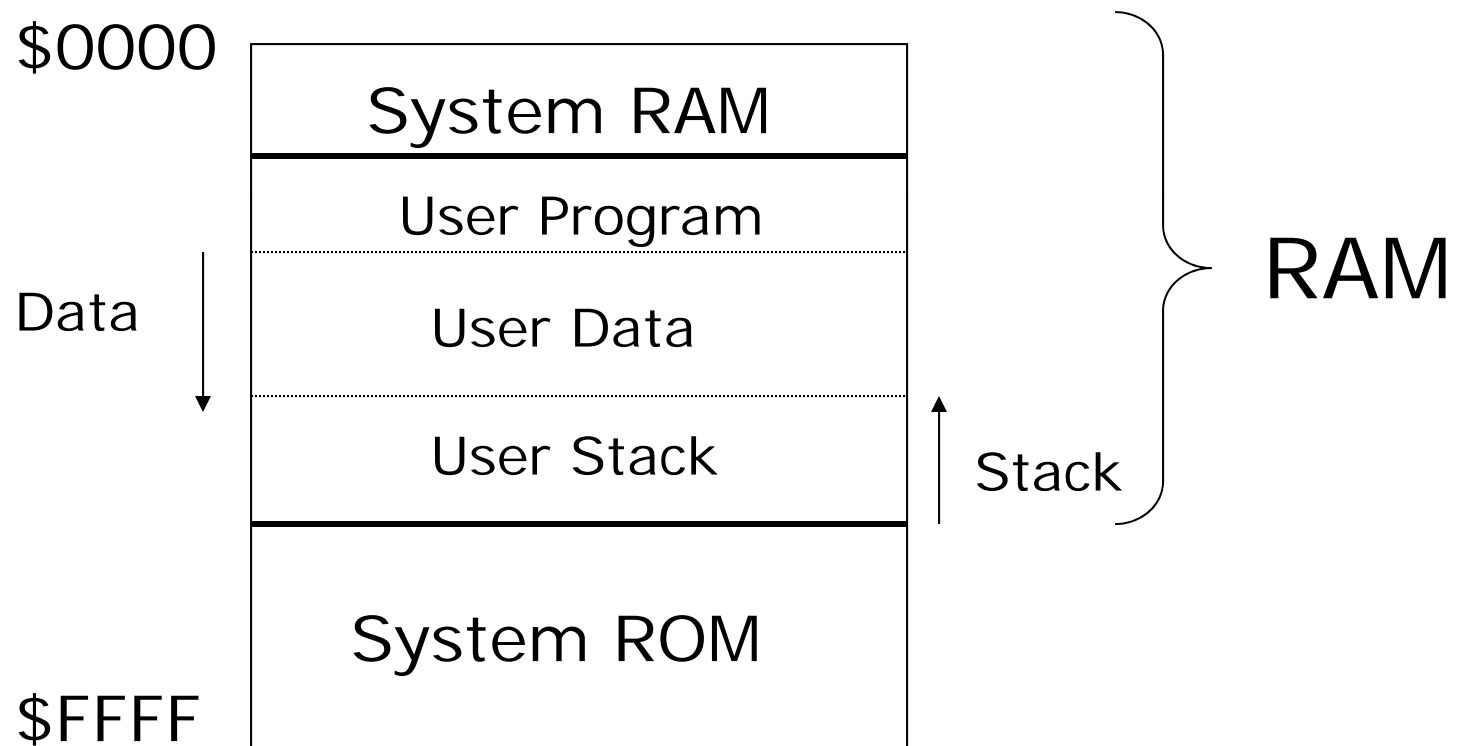 $0000
System RAM
User Program
RAM
Data
User Data
User Stack
Stack
System ROM
$FFFF